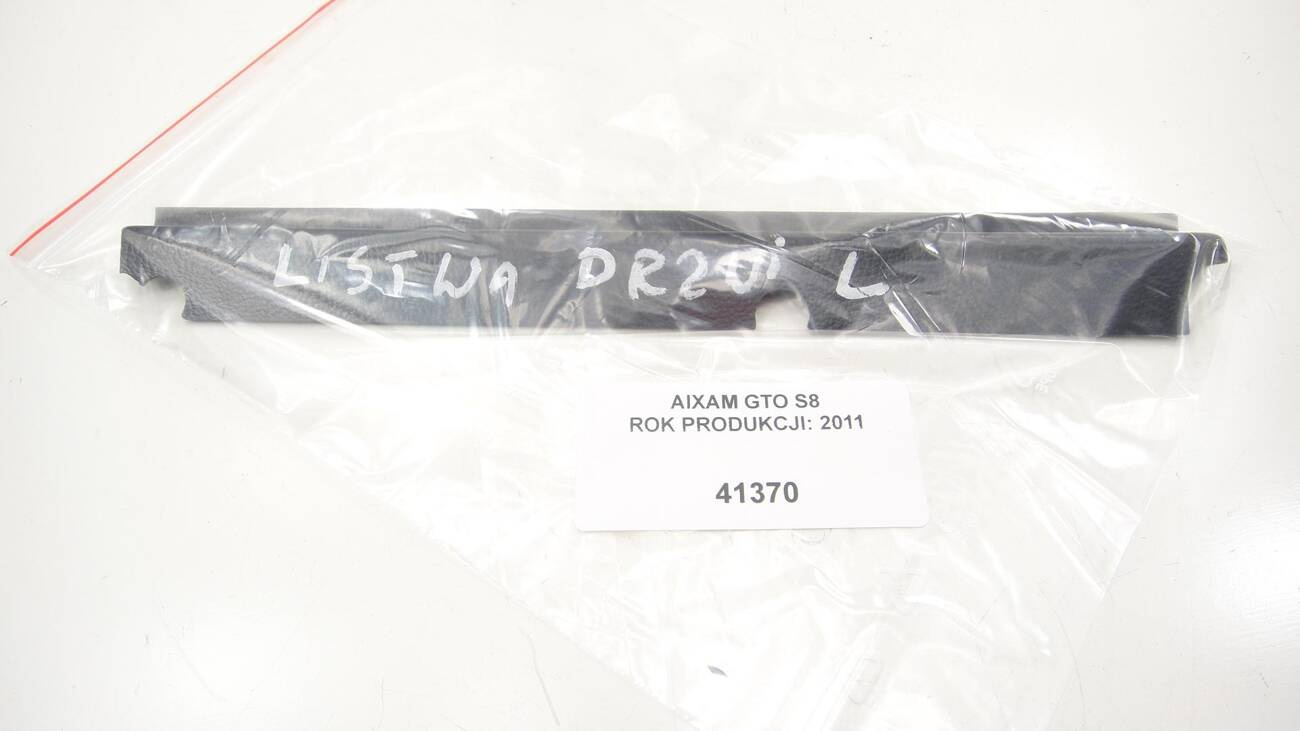 LISTWA DRZWI L
AIXAM GTO S8
ROK PRODUKCJI: 2011
41370